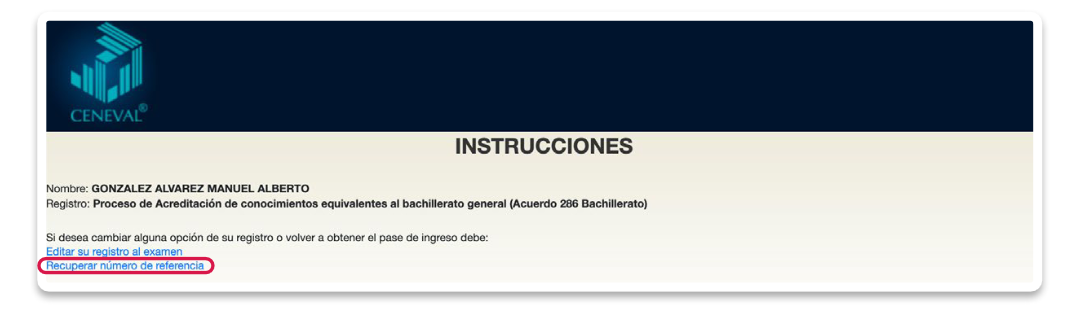 CENEVAL®
INSTRUCCIONES
Nombre: GONZALEZ ALVAREZ MANUEL ALBERTO
Registro: Proceso de Acreditación de conocimientos equivalentes al bachillerato general (Acuerdo 286 Bachillerato)
Si desea cambiar alguna opción de su registro o volver a obtener el pase de ingreso debe:
Editar su registro al examen
Recuperar número de referencia